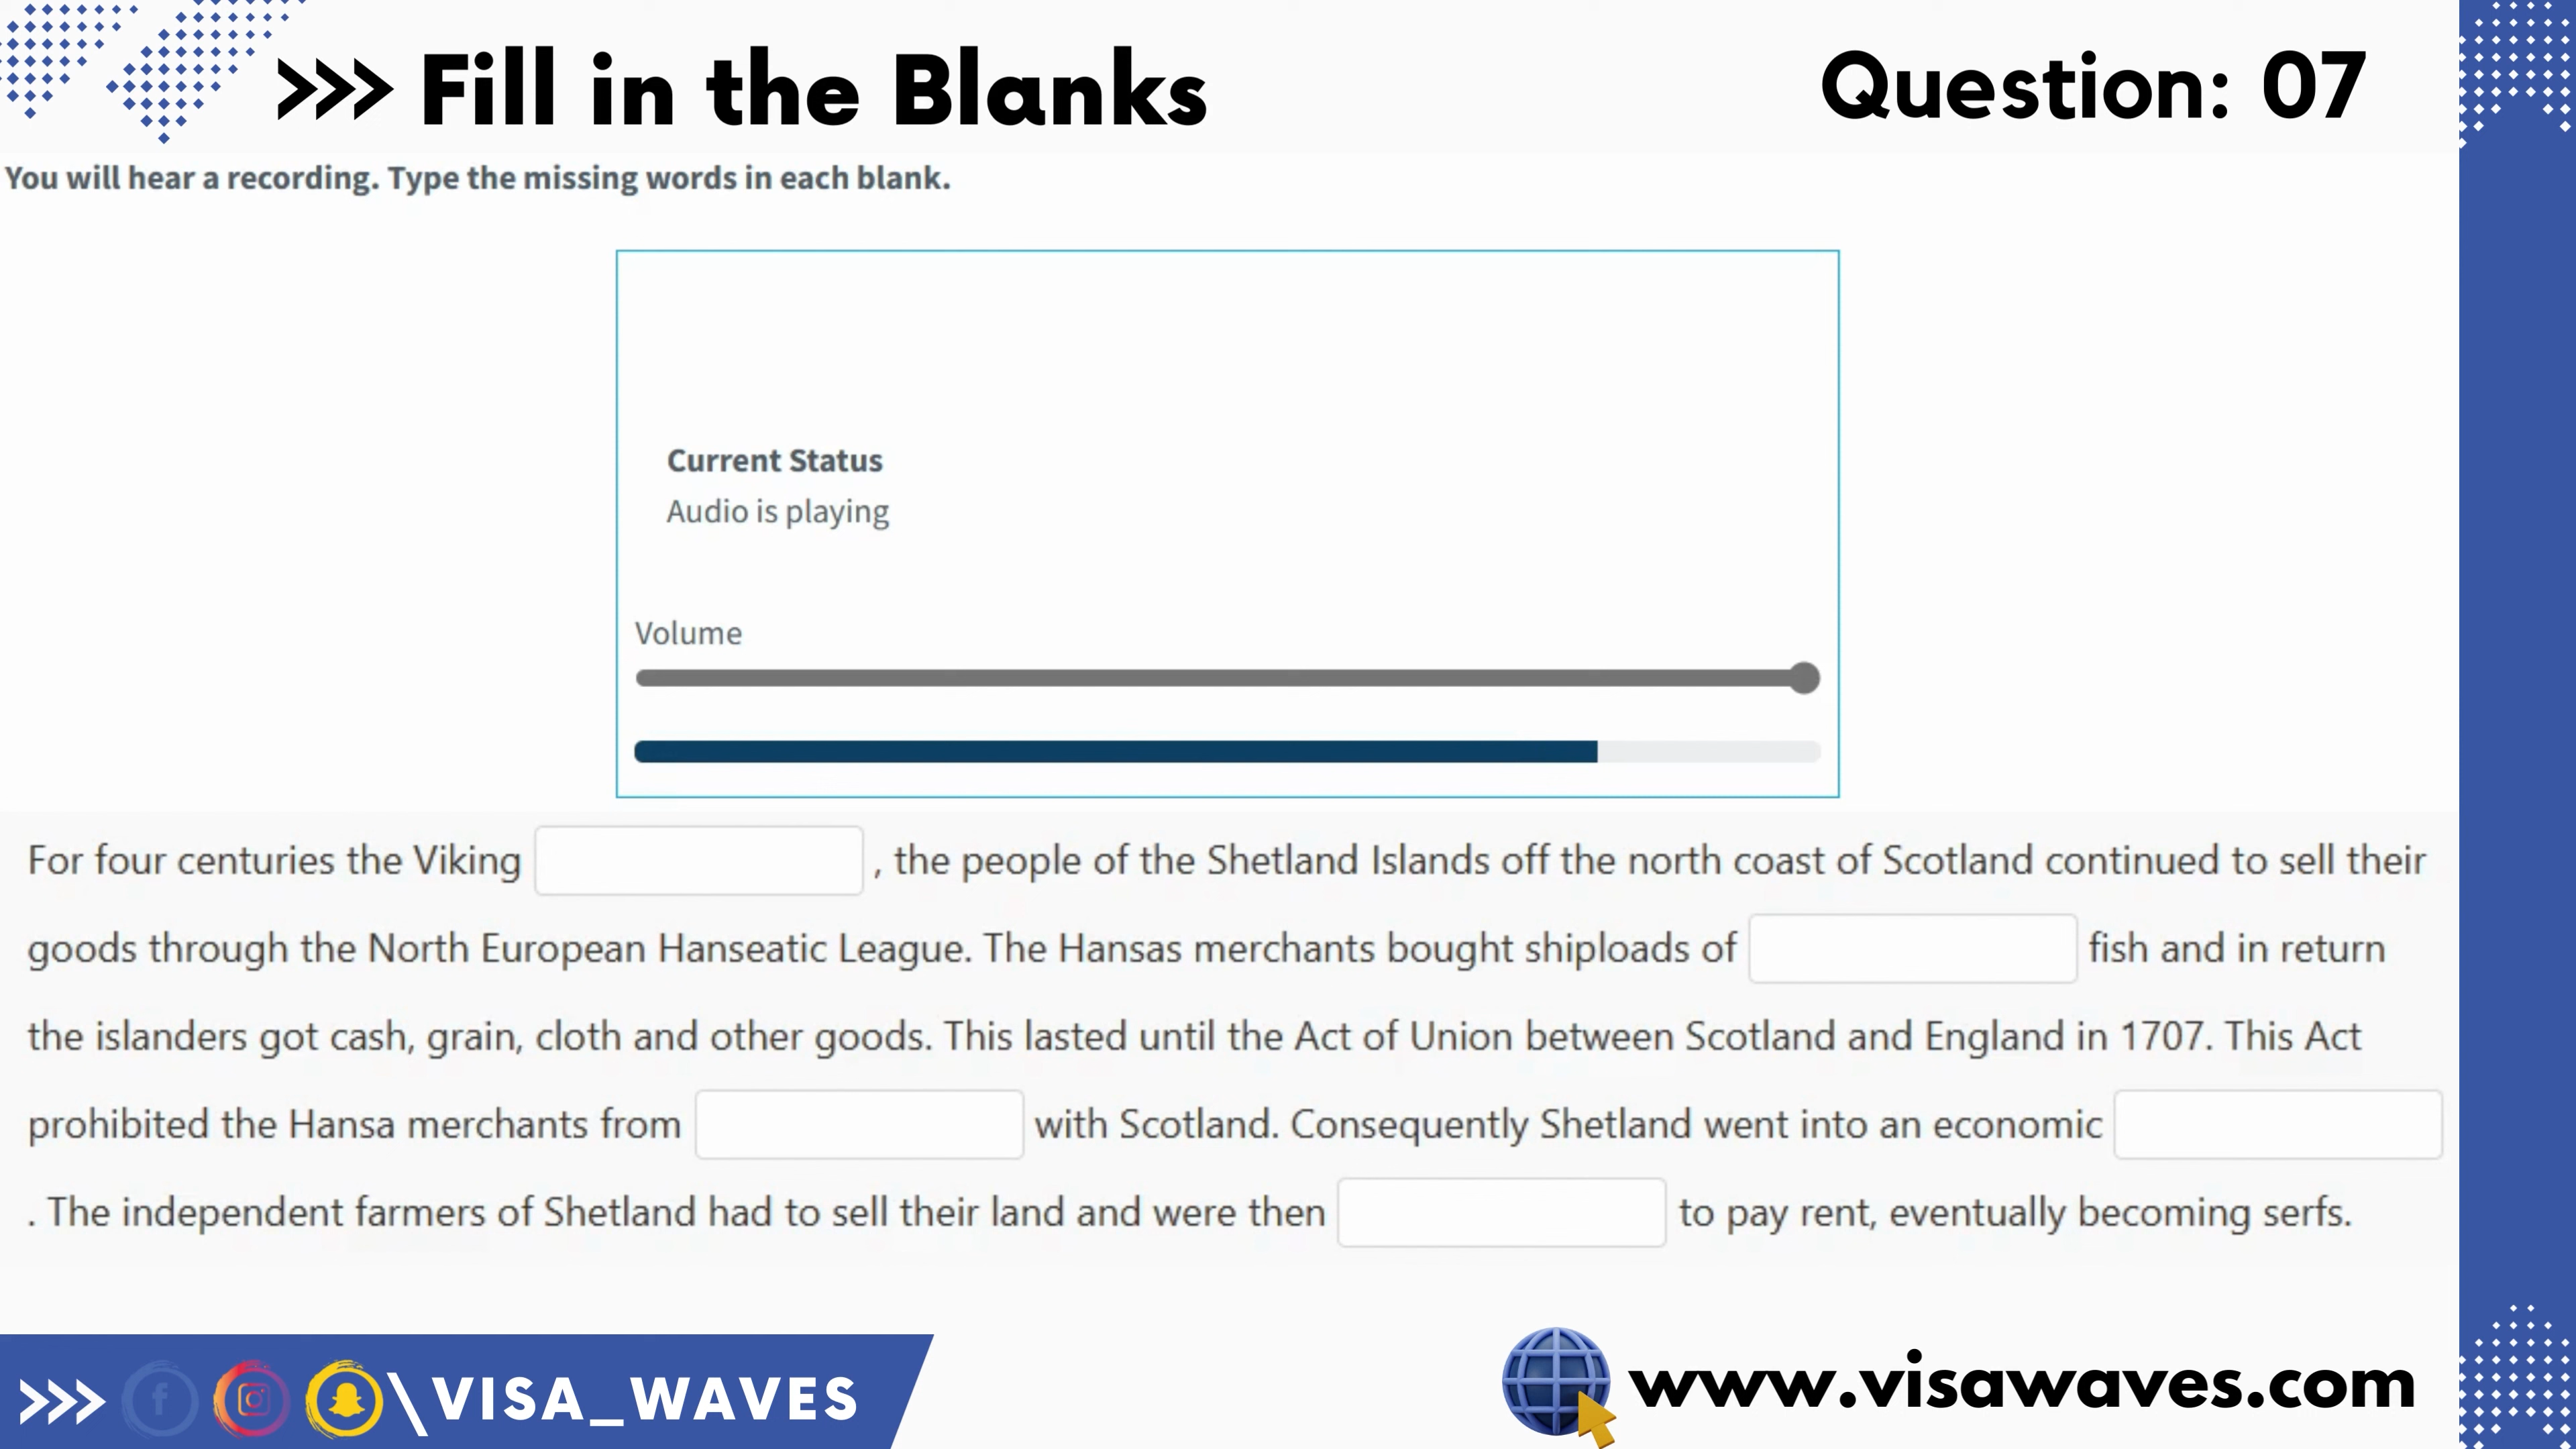 >>> Fill in the Blanks
Question: 07
You will hear a recording. Type the missing words in each blank.
Current Status
Audio is playing
Volume
For four centuries the Viking , the people of the Shetland Islands off the north coast of Scotland continued to sell their
goods through the North European Hanseatic League. The Hansas merchants bought shiploads of fish and in return
the islanders got cash, grain, cloth and other goods. This lasted until the Act of Union between Scotland and England in 1707. This Act
prohibited the Hansa merchants from with Scotland. Consequently Shetland went into an economic
. The independent farmers of Shetland had to sell their land and were then to pay rent, eventually becoming serfs.
>>> f \VISA_WAVES
www.visawaves.com